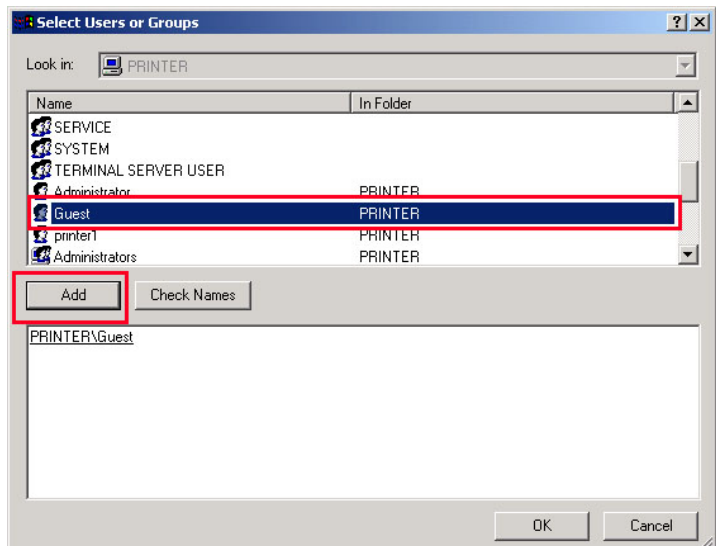 Select Users or Groups
Look in: PRINTER
Name In Folder
SERVICE
SYSTEM
TERMINAL SERVER USER
Administrator PRINTER
Guest PRINTER
printer1 PRINTER
Administrators PRINTER
Add Check Names
PRINTER\Guest
OK Cancel